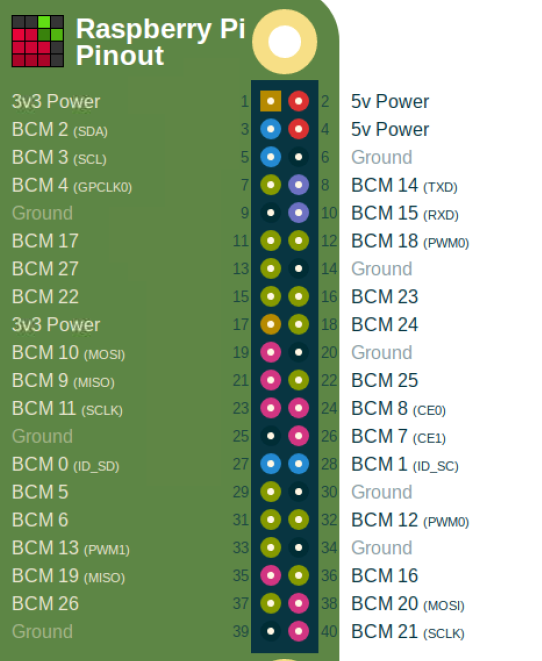 Raspberry Pi
Pinout
3v3 Power 1 2 5v Power
BCM 2 (SDA) 3 4 5v Power
BCM 3 (SCL) 5 6 Ground
BCM 4 (GPCLK0) 7 8 BCM 14 (TXD)
Ground 9 10 BCM 15 (RXD)
BCM 17 11 12 BCM 18 (PWM0)
BCM 27 13 14 Ground
BCM 22 15 16 BCM 23
3v3 Power 17 18 BCM 24
BCM 10 (MOSI) 19 20 Ground
BCM 9 (MISO) 21 22 BCM 25
BCM 11 (SCLK) 23 24 BCM 8 (CE0)
Ground 25 26 BCM 7 (CE1)
BCM 0 (ID_SD) 27 28 BCM 1 (ID_SC)
BCM 5 29 30 Ground
BCM 6 31 32 BCM 12 (PWM0)
BCM 13 (PWM1) 33 34 Ground
BCM 19 (MISO) 35 36 BCM 16
BCM 26 37 38 BCM 20 (MOSI)
Ground 39 40 BCM 21 (SCLK)